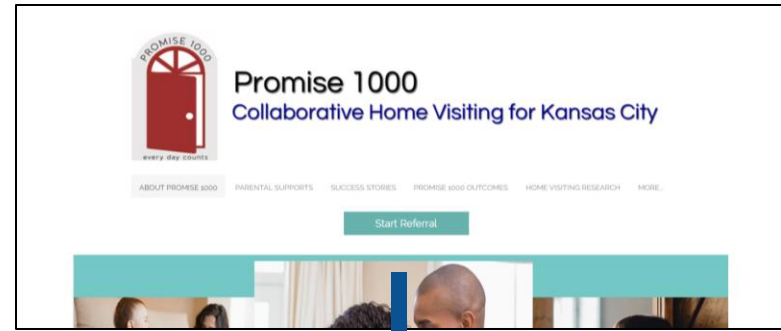 PROMISE 1000
every day counts
Promise 1000
Collaborative Home Visiting for Kansas City
ABOUT PROMISE 1000 PARENTAL SUPPORTS SUCCESS STORIES PROMISE 1000 OUTCOMES HOME VISITING RESEARCH MORE...
Start Referral